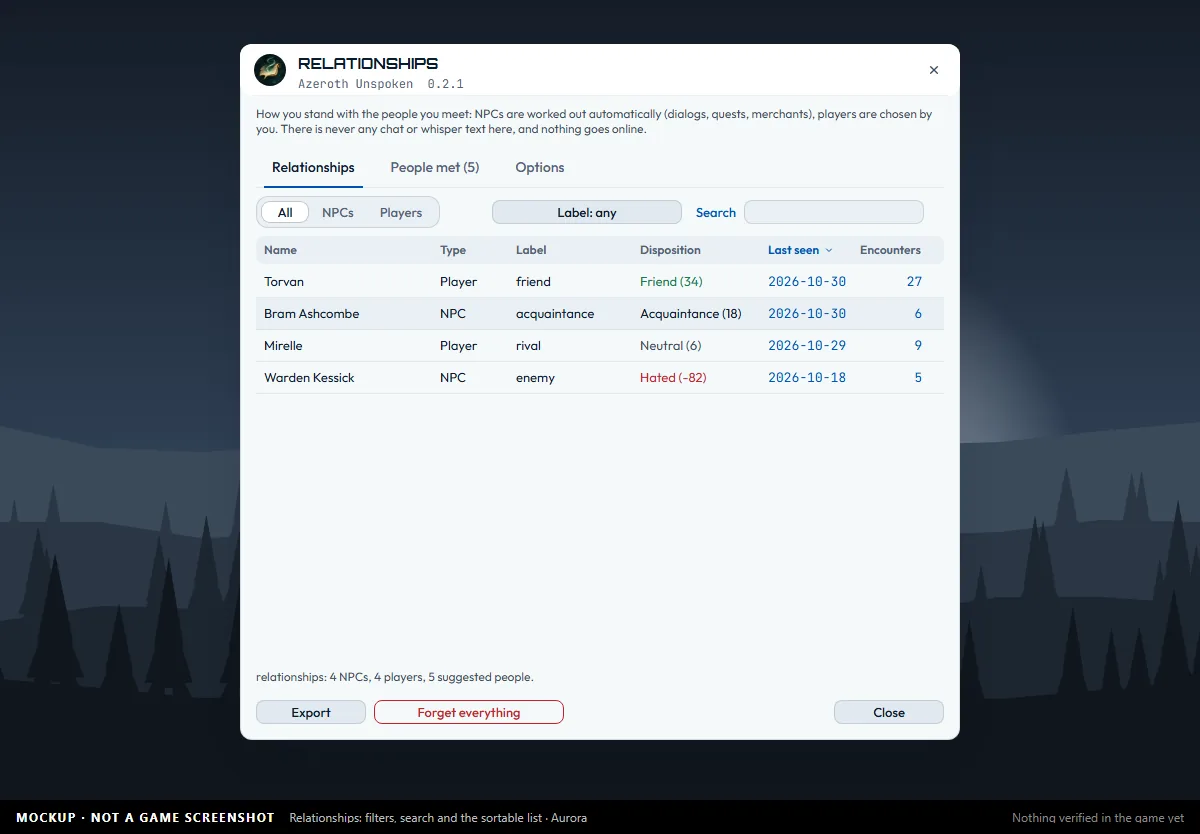 RELATIONSHIPS
Azeroth Unspoken 0.2.1
×
How you stand with the people you meet: NPCs are worked out automatically (dialogs, quests, merchants), players are chosen by
you. There is never any chat or whisper text here, and nothing goes online.
Relationships People met (5) Options
All NPCs Players Label: any Search
Name Type Label Disposition Last seen Encounters
Torvan Player friend Friend (34) 2026-10-30 27
Bram Ashcombe NPC acquaintance Acquaintance (18) 2026-10-30 6
Mirelle Player rival Neutral (6) 2026-10-29 9
Warden Kessick NPC enemy Hated (-82) 2026-10-18 5
relationships: 4 NPCs, 4 players, 5 suggested people.
Export Forget everything Close
MOCKUP · NOT A GAME SCREENSHOT Relationships: filters, search and the sortable list · Aurora Nothing verified in the game yet